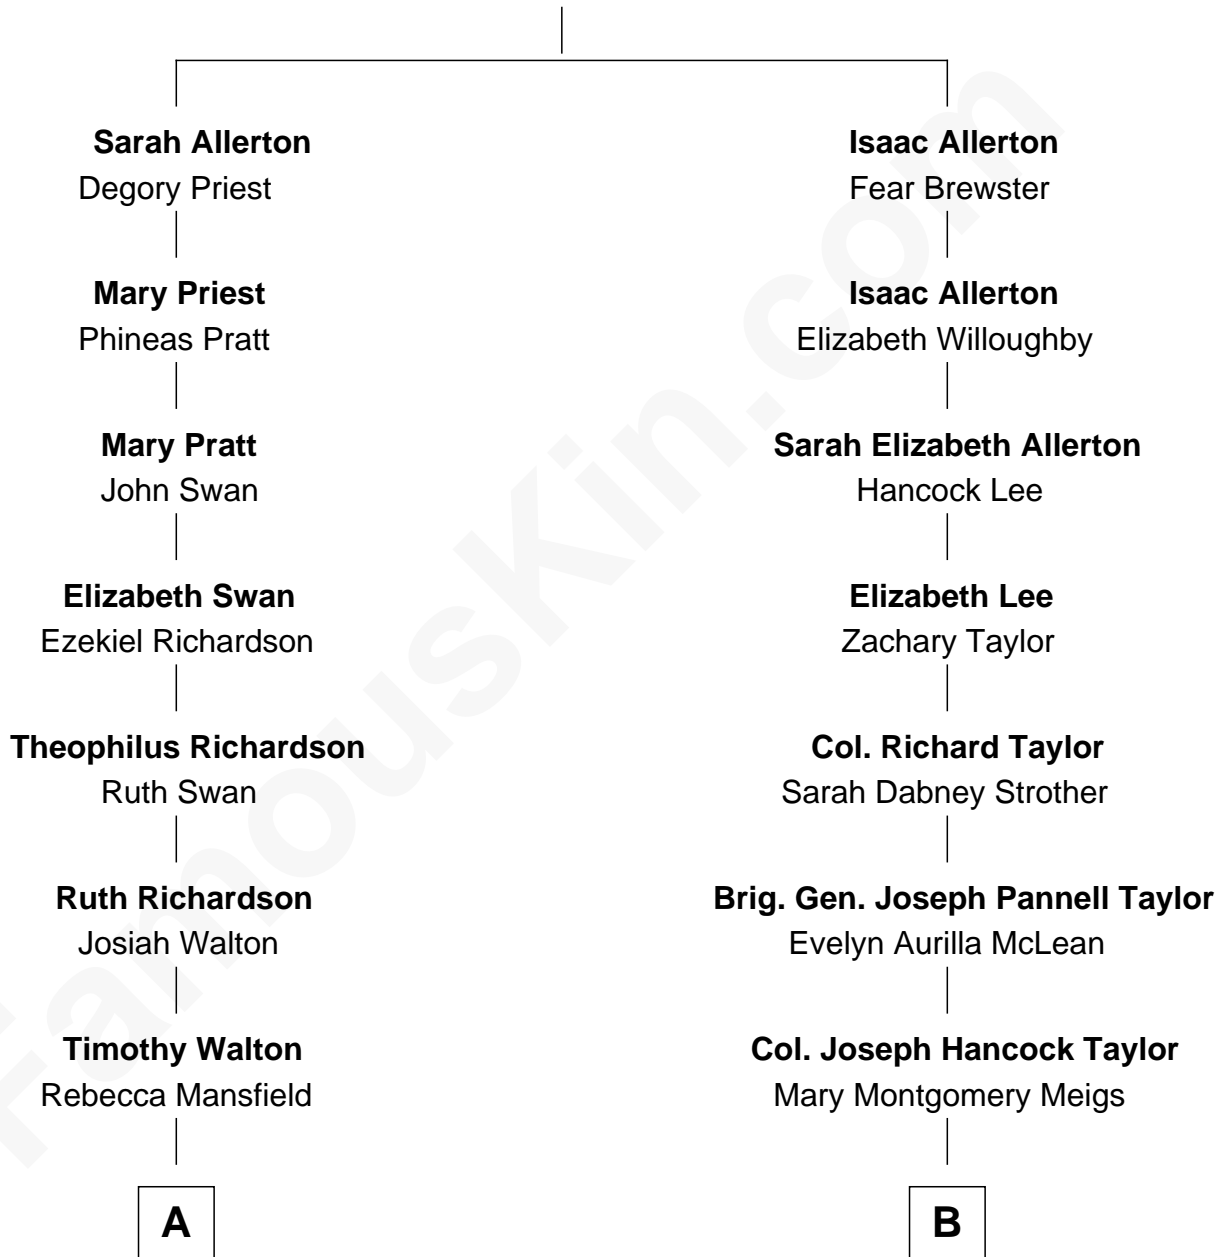 Sarah Allerton
Degory Priest
Mary Priest
Phineas Pratt
Mary Pratt
John Swan
Elizabeth Swan
Ezekiel Richardson
Theophilus Richardson
Ruth Swan
Ruth Richardson
Josiah Walton
Timothy Walton
Rebecca Mansfield
A
Isaac Allerton
Fear Brewster
Isaac Allerton
Elizabeth Willoughby
Sarah Elizabeth Allerton
Hancock Lee
Elizabeth Lee
Zachary Taylor
Col. Richard Taylor
Sarah Dabney Strother
Brig. Gen. Joseph Pannell Taylor
Evelyn Aurilla McLean
Col. Joseph Hancock Taylor
Mary Montgomery Meigs
B
FamousKin.com